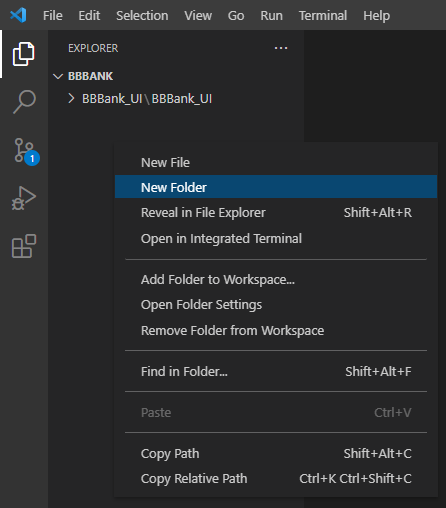 File Edit Selection View Go Run Terminal Help
EXPLORER ...
BBBANK
BBBank_UI\BBBank_UI
1
New File
New Folder
Reveal in File Explorer Shift+Alt+R
Open in Integrated Terminal
Add Folder to Workspace...
Open Folder Settings
Remove Folder from Workspace
Find in Folder... Shift+Alt+F
Paste Ctrl+V
Copy Path Shift+Alt+C
Copy Relative Path Ctrl+K Ctrl+Shift+C